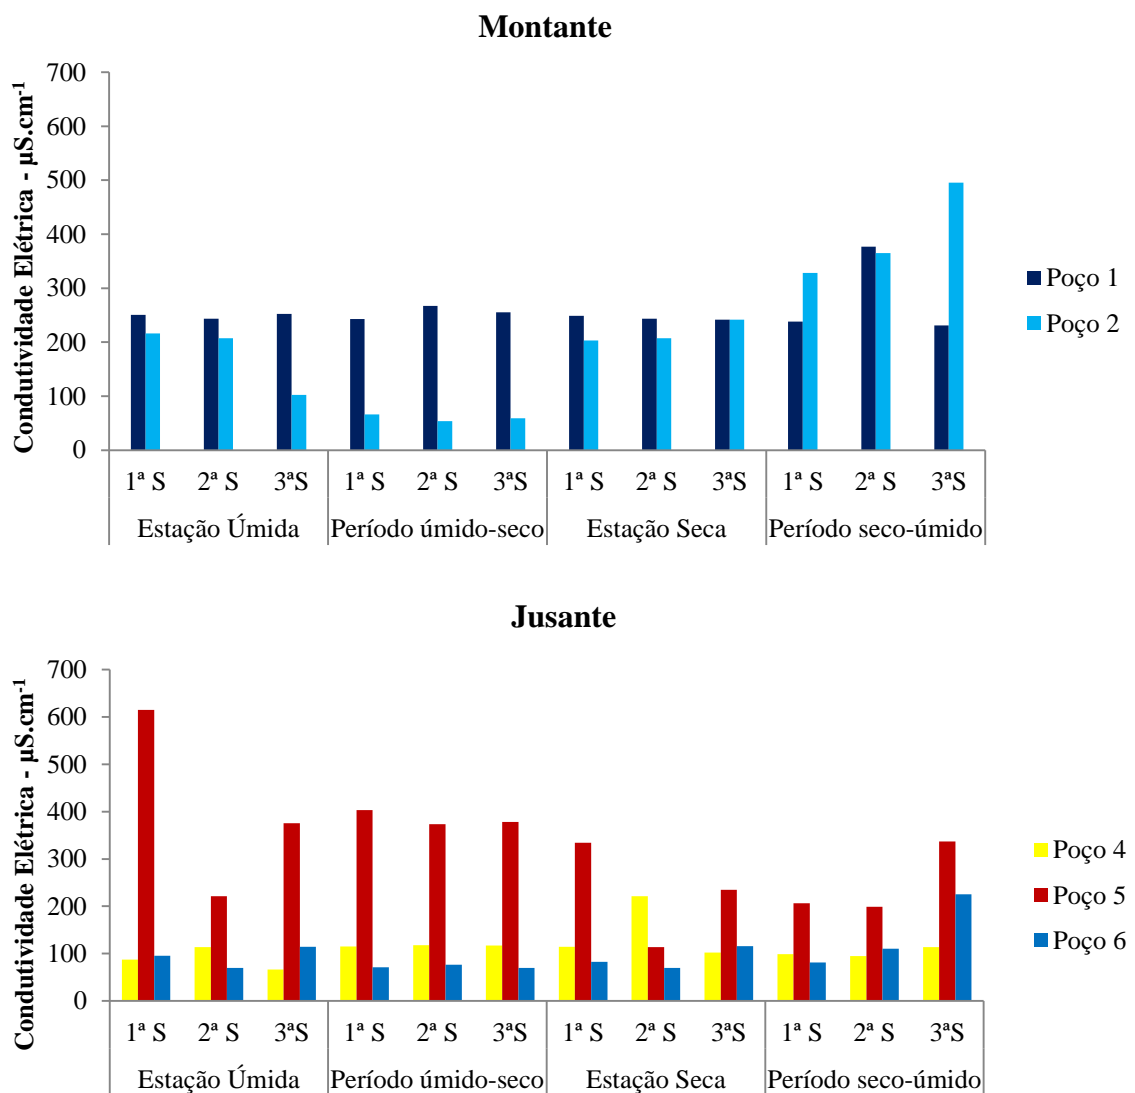 Montante
Condutividade Elétrica - µS.cm⁻¹
700
600
500
400
300
200
100
0
1ª S 2ª S 3ªS 1ª S 2ª S 3ªS 1ª S 2ª S 3ªS 1ª S 2ª S 3ªS
Estação Úmida Período úmido-seco Estação Seca Período seco-úmido
Poço 1
Poço 2
Jusante
Condutividade Elétrica - µS.cm⁻¹
700
600
500
400
300
200
100
0
1ª S 2ª S 3ªS 1ª S 2ª S 3ªS 1ª S 2ª S 3ªS 1ª S 2ª S 3ªS
Estação Úmida Período úmido-seco Estação Seca Período seco-úmido
Poço 4
Poço 5
Poço 6